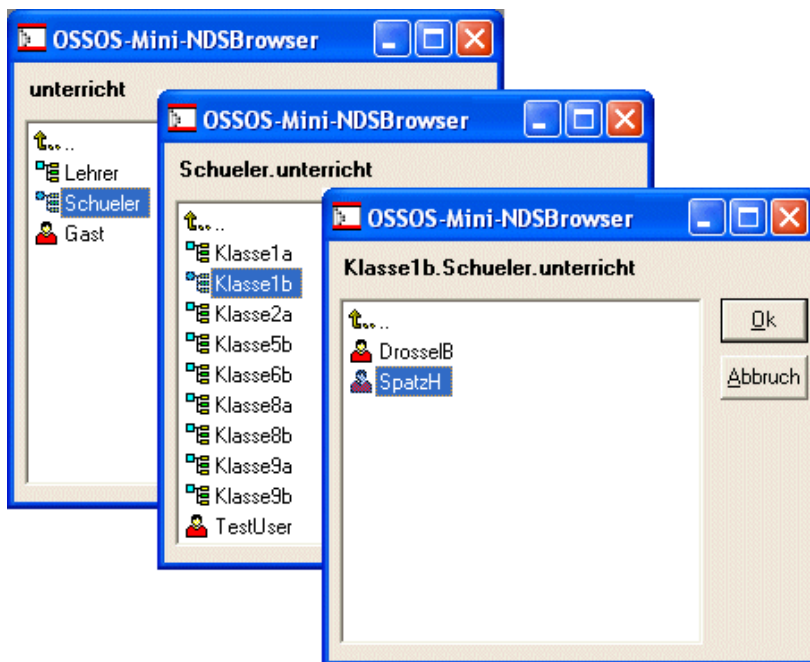 OSSOS-Mini-NDSBrowser
unterricht
..
Lehrer
Schueler
Gast
OSSOS-Mini-NDSBrowser
Schueler.unterricht
..
Klasse1a
Klasse1b
Klasse2a
Klasse5b
Klasse6b
Klasse8a
Klasse8b
Klasse9a
Klasse9b
TestUser
OSSOS-Mini-NDSBrowser
Klasse1b.Schueler.unterricht
..
DrosselB
SpatzH
Ok
Abbruch